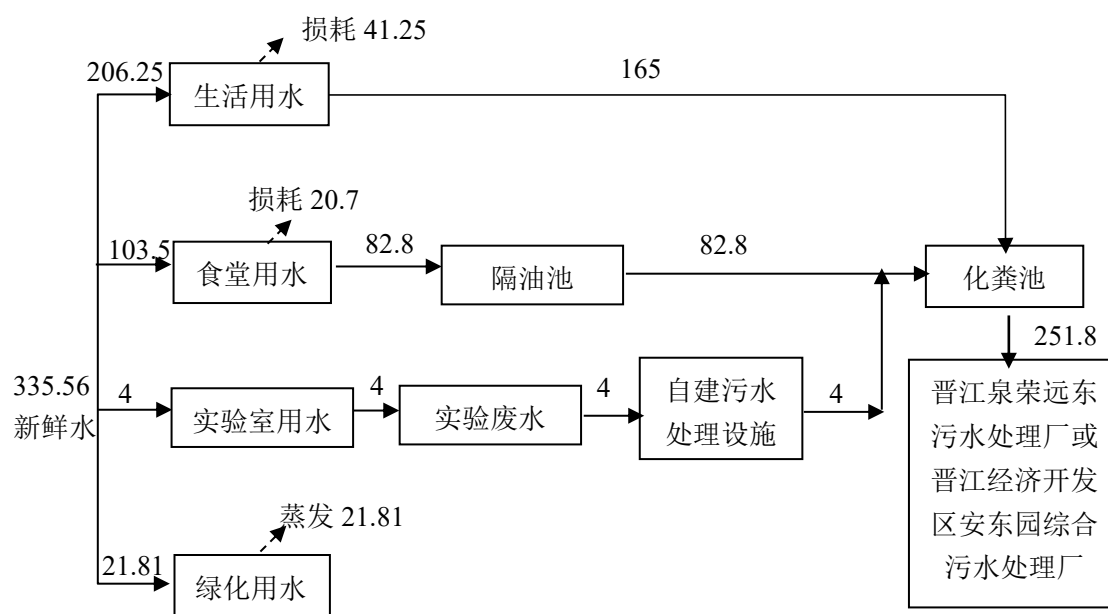 损耗 41.25
206.25
生活用水
165
损耗 20.7
103.5
食堂用水
82.8
隔油池
82.8
化粪池
251.8
335.56
新鲜水
4
实验室用水
4
实验废水
4
自建污水
处理设施
4
晋江泉荣远东
污水处理厂或
晋江经济开发
区安东园综合
污水处理厂
蒸发 21.81
21.81
绿化用水